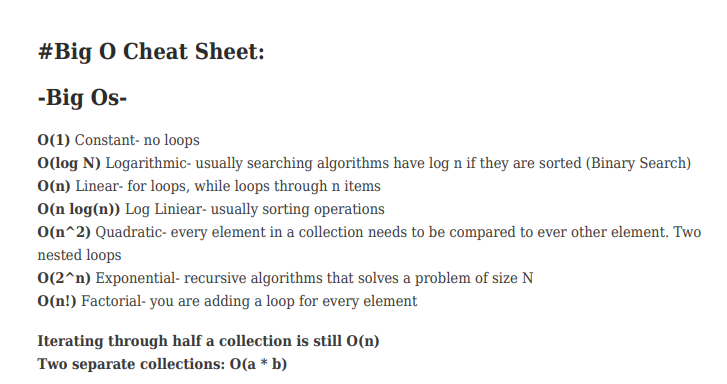 #Big O Cheat Sheet:
-Big Os-
O(1) Constant- no loops
O(log N) Logarithmic- usually searching algorithms have log n if they are sorted (Binary Search)
O(n) Linear- for loops, while loops through n items
O(n log(n)) Log Liniear- usually sorting operations
O(n^2) Quadratic- every element in a collection needs to be compared to ever other element. Two
nested loops
O(2^n) Exponential- recursive algorithms that solves a problem of size N
O(n!) Factorial- you are adding a loop for every element
Iterating through half a collection is still O(n)
Two separate collections: O(a * b)